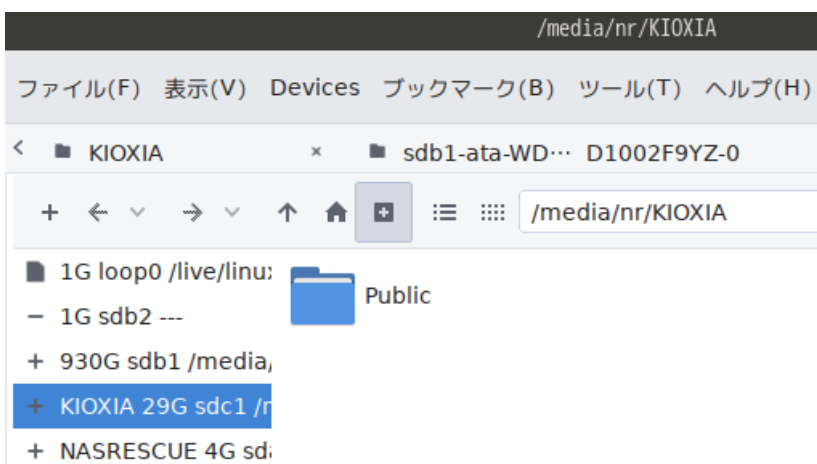 /media/nr/KIOXIA
ファイル(F) 表示(V) Devices ブックマーク(B) ツール(T) ヘルプ(H)
KIOXIA × sdb1-ata-WD··· D1002F9YZ-0
/media/nr/KIOXIA
1G loop0 /live/linux
Public
1G sdb2 ---
930G sdb1 /media/
KIOXIA 29G sdc1 /m
NASRESCUE 4G sda